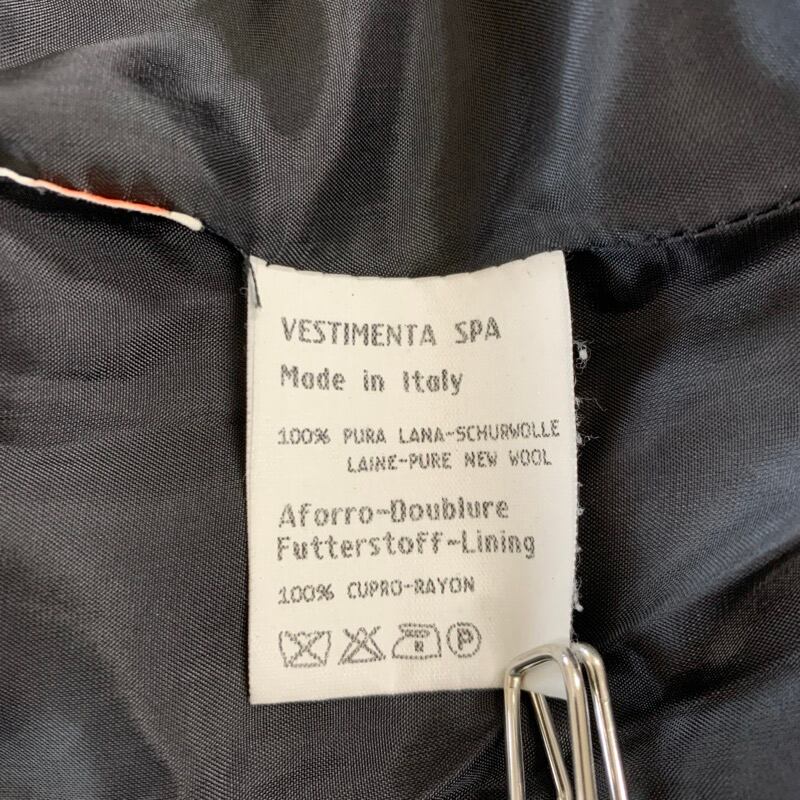 VESTIMENTA SPA
Made in Italy
100% PURA LANA-SCHURWOLLE
LAINE-PURE NEW WOOL
Aforro-Doublure
Futterstoff-Lining
100% CUPRO-RAYON
P